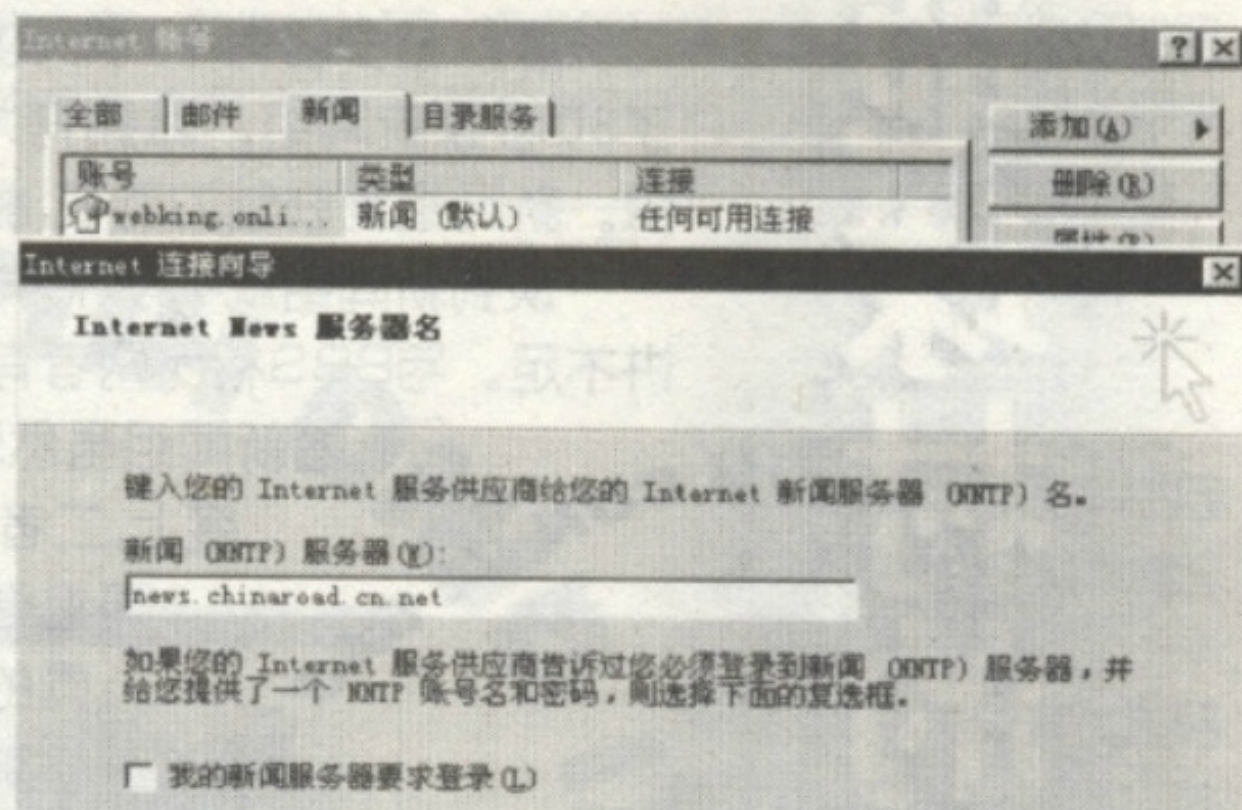 Internet 帐号
全部 邮件 新闻 目录服务
添加(A)
账号 类型 连接
删除(R)
webking.onli... 新闻 (默认) 任何可用连接
属性(P)
Internet 连接向导
Internet News 服务器名
键入您的 Internet 服务供应商给您的 Internet 新闻服务器 (NNTP) 名。
新闻 (NNTP) 服务器(N):
news.chinaroad.cn.net
如果您的 Internet 服务供应商告诉过您必须登录到新闻 (NNTP) 服务器，并
给您提供了一个 NNTP 账号名和密码，则选择下面的复选框。
我的新闻服务器要求登录(L)